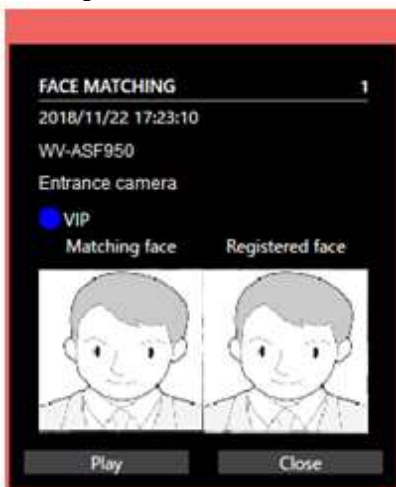 FACE MATCHING 1
2018/11/22 17:23:10
WV-ASF950
Entrance camera
VIP
Matching face Registered face
Play Close